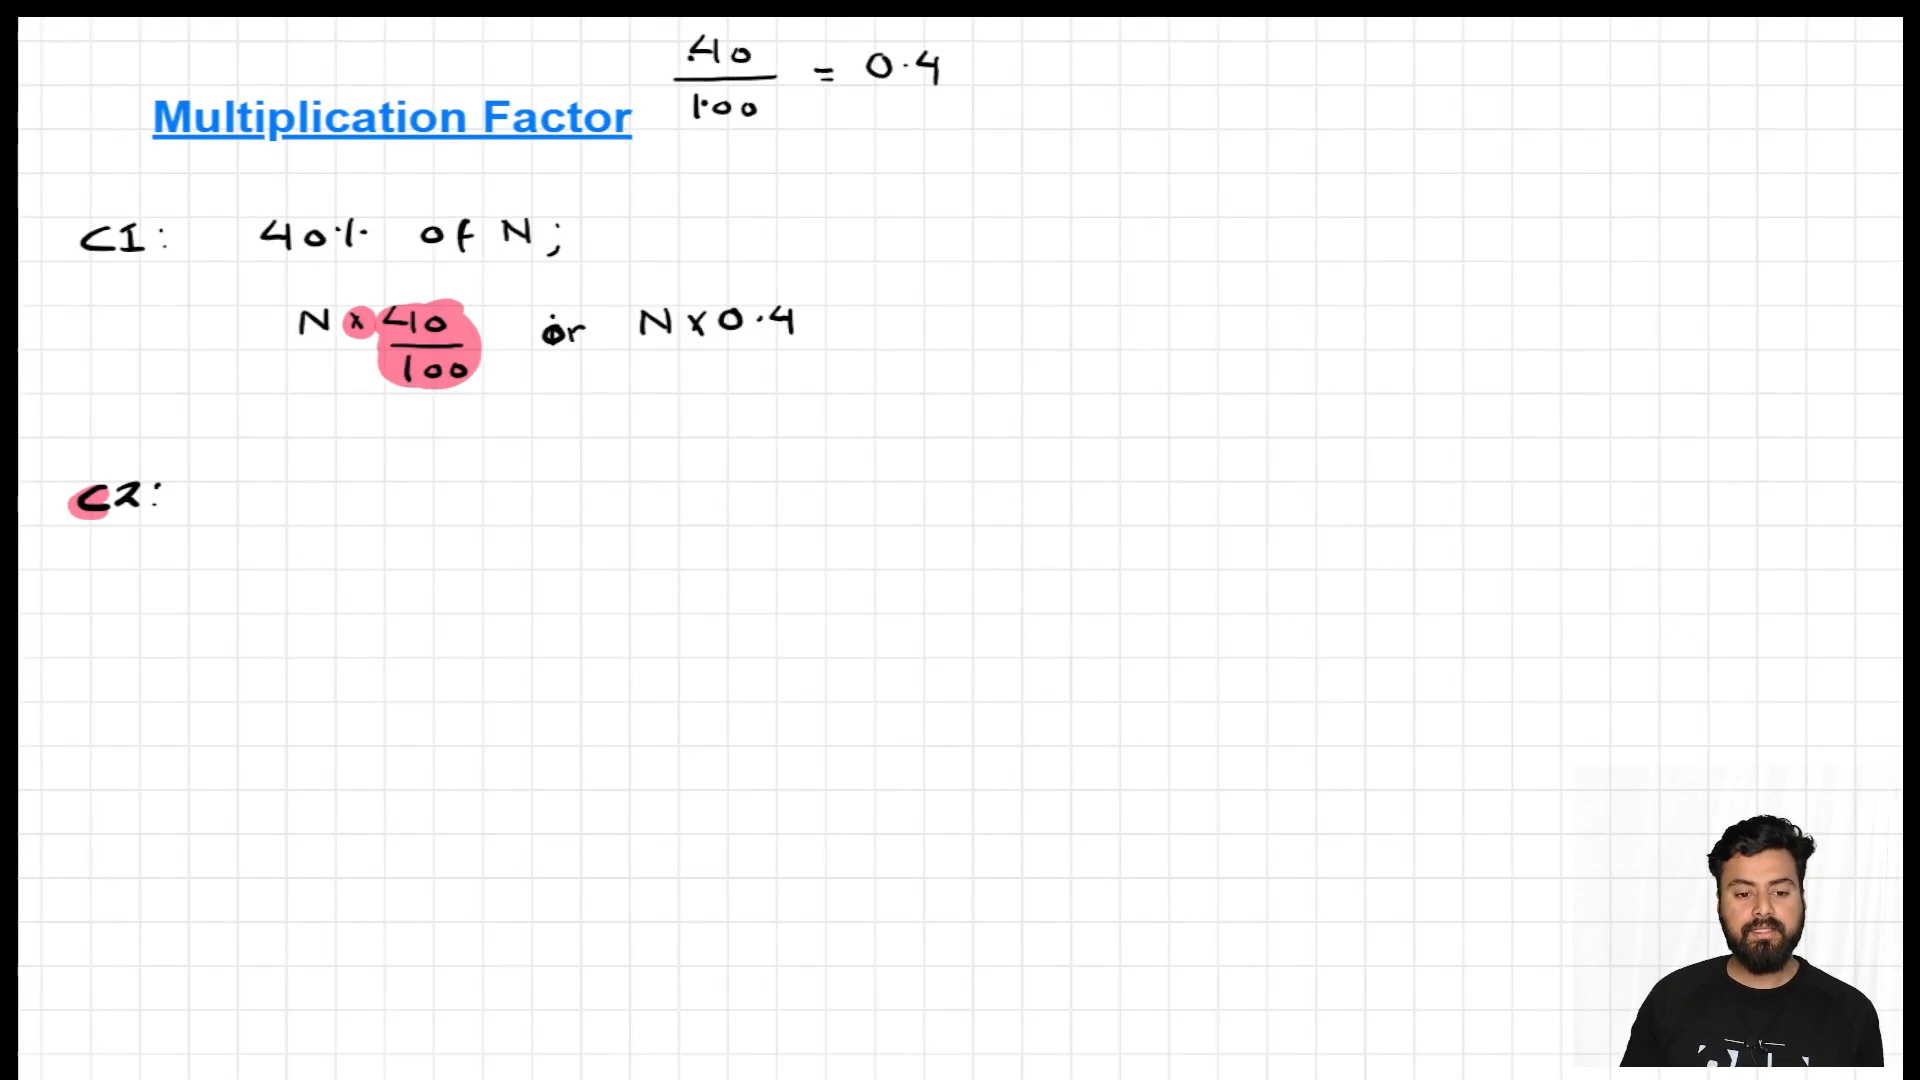 40/100 = 0.4
Multiplication Factor
C1: 40% of N;
N × 40/100 or N × 0.4
C2: